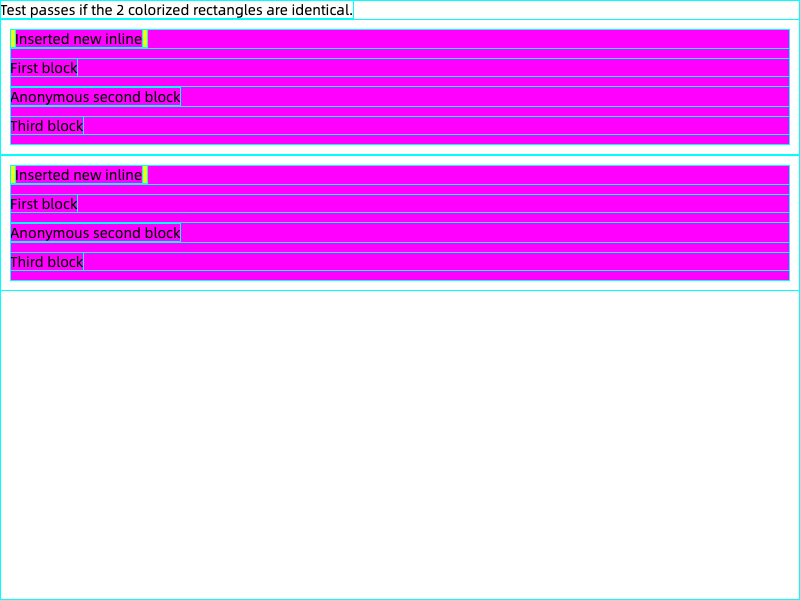 Test passes if the 2 colorized rectangles are identical.
Inserted new inline
First block
Anonymous second block
Third block
Inserted new inline
First block
Anonymous second block
Third block